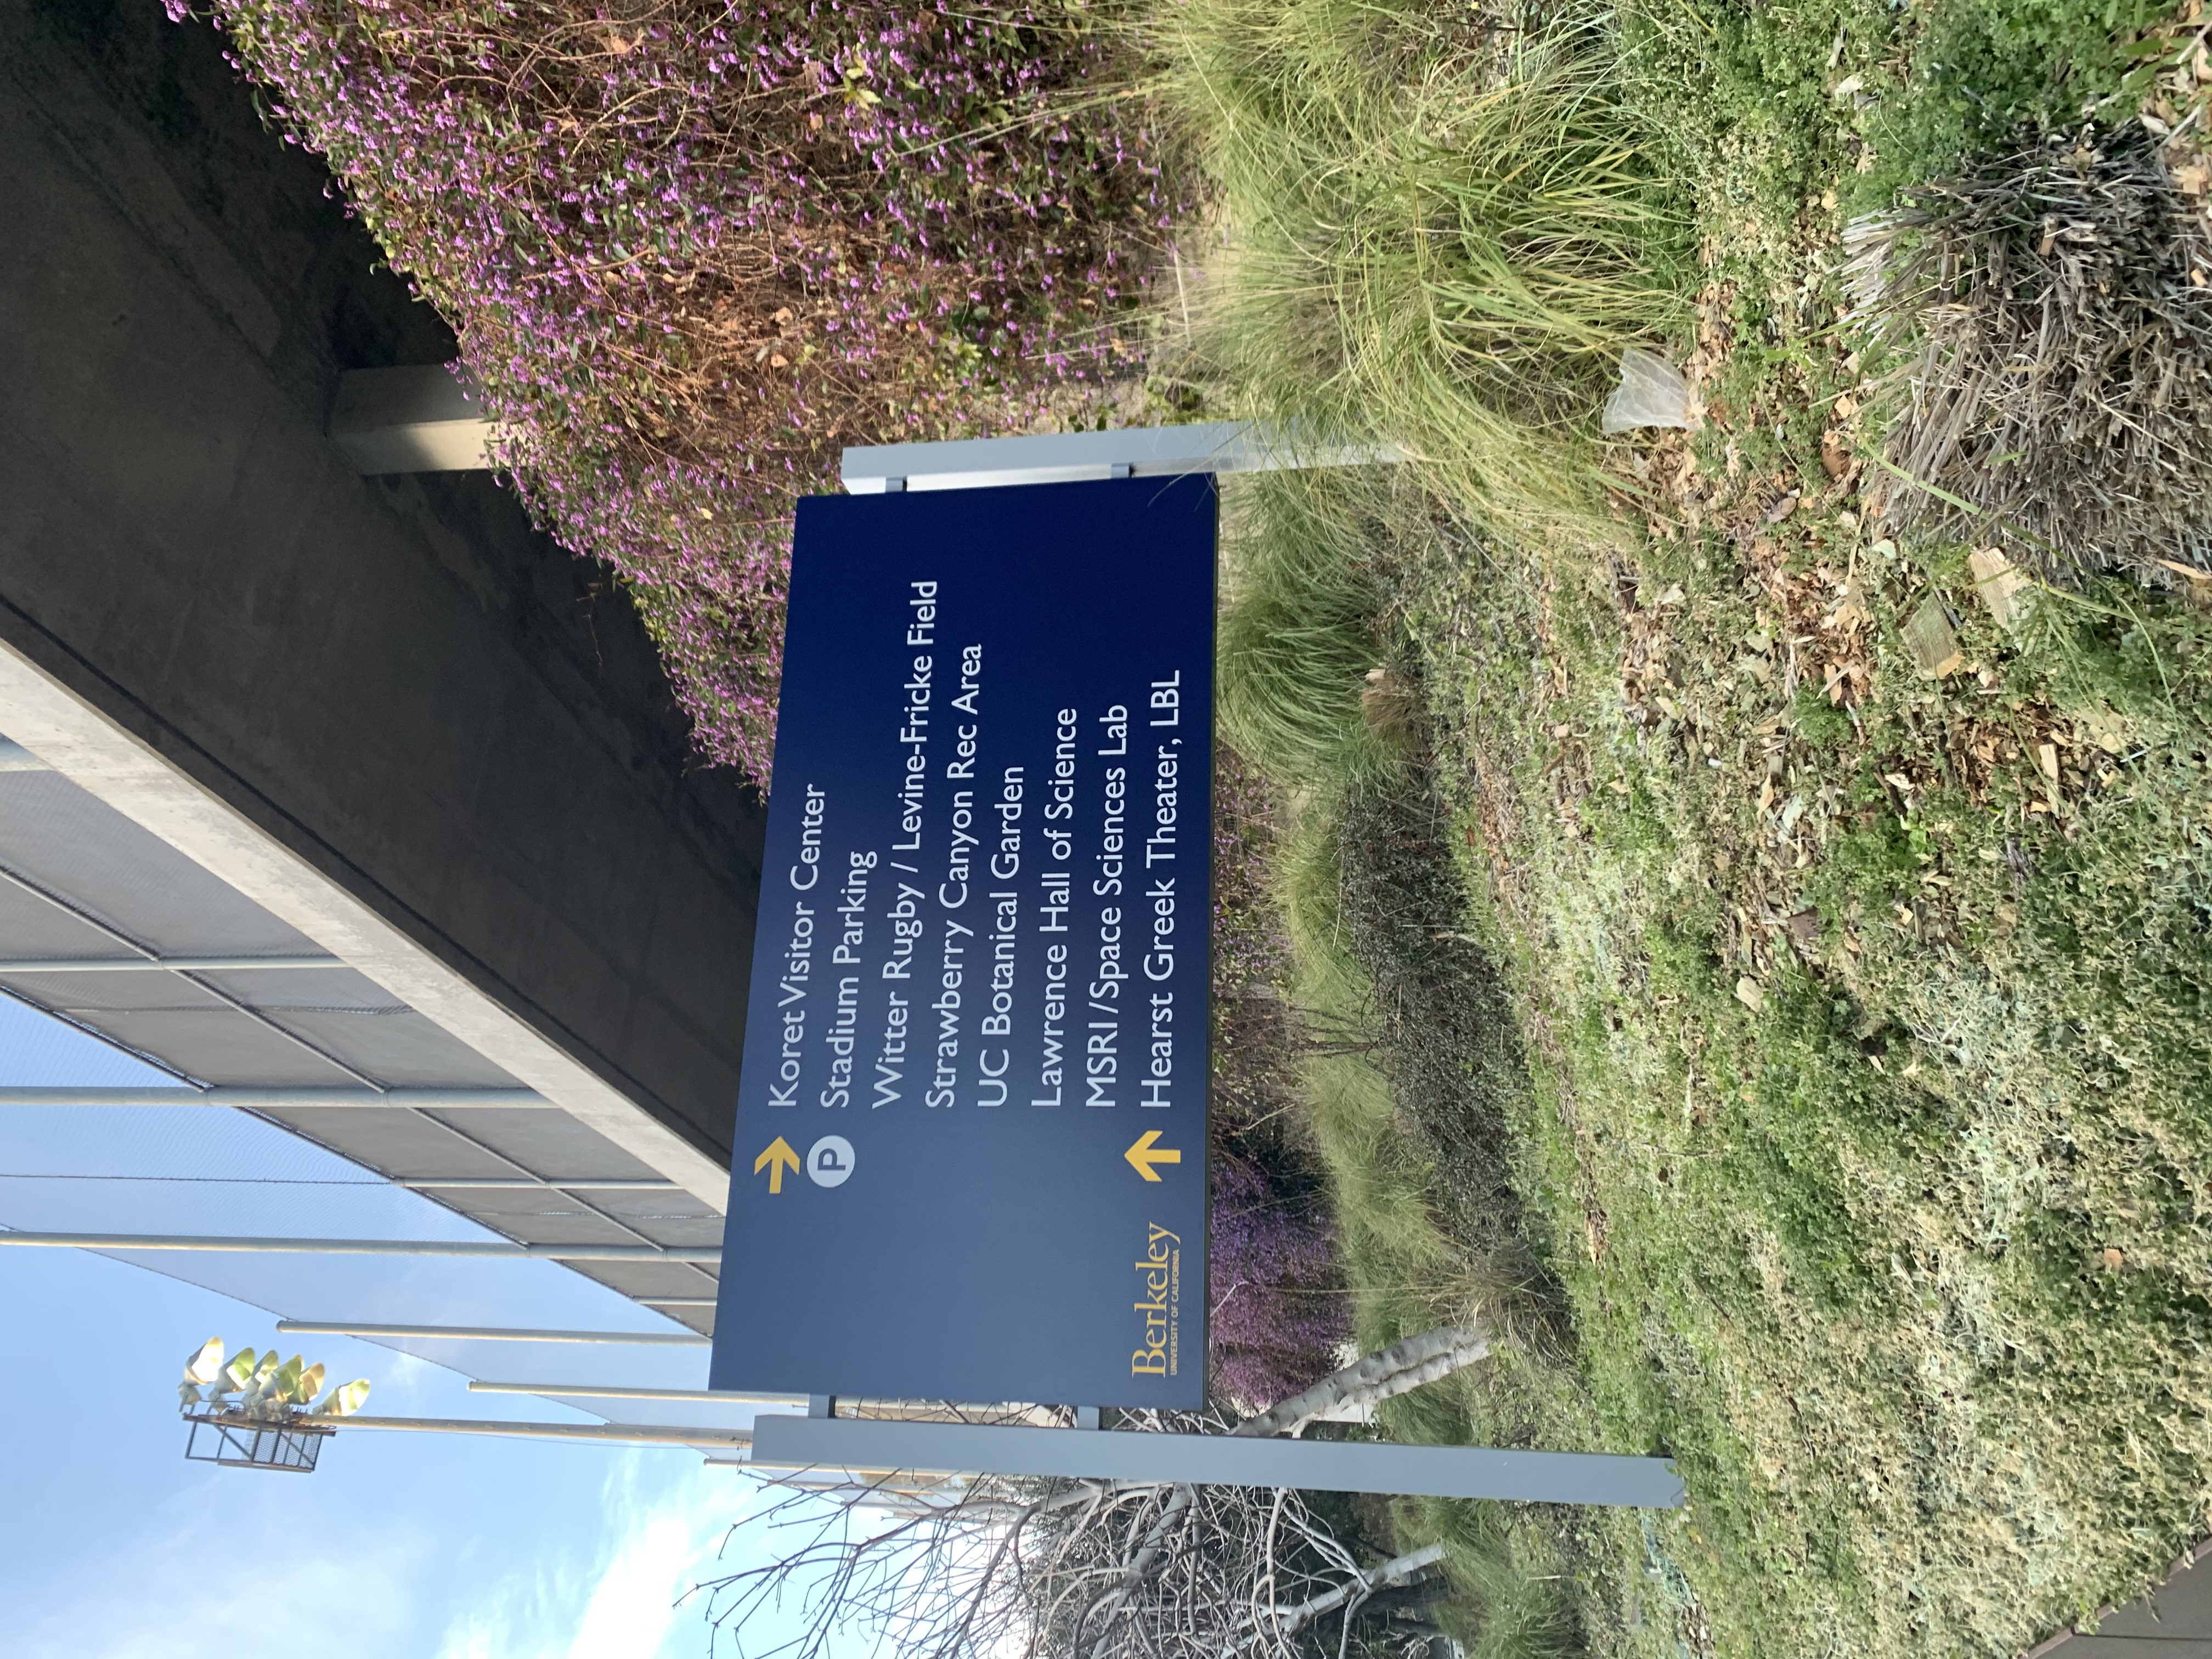 Koret Visitor Center
P Stadium Parking
Witter Rugby / Levine-Fricke Field
Strawberry Canyon Rec Area
UC Botanical Garden
Lawrence Hall of Science
MSRI/Space Sciences Lab
Hearst Greek Theater, LBL
Berkeley
UNIVERSITY OF CALIFORNIA